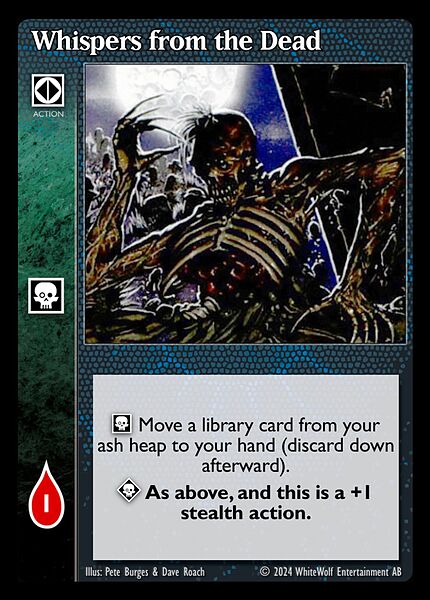 Whispers from the Dead
ACTION
Move a library card from your
ash heap to your hand (discard down
afterward).
As above, and this is a +1
stealth action.
1
Illus: Pete Burges & Dave Roach © 2024 WhiteWolf Entertainment AB